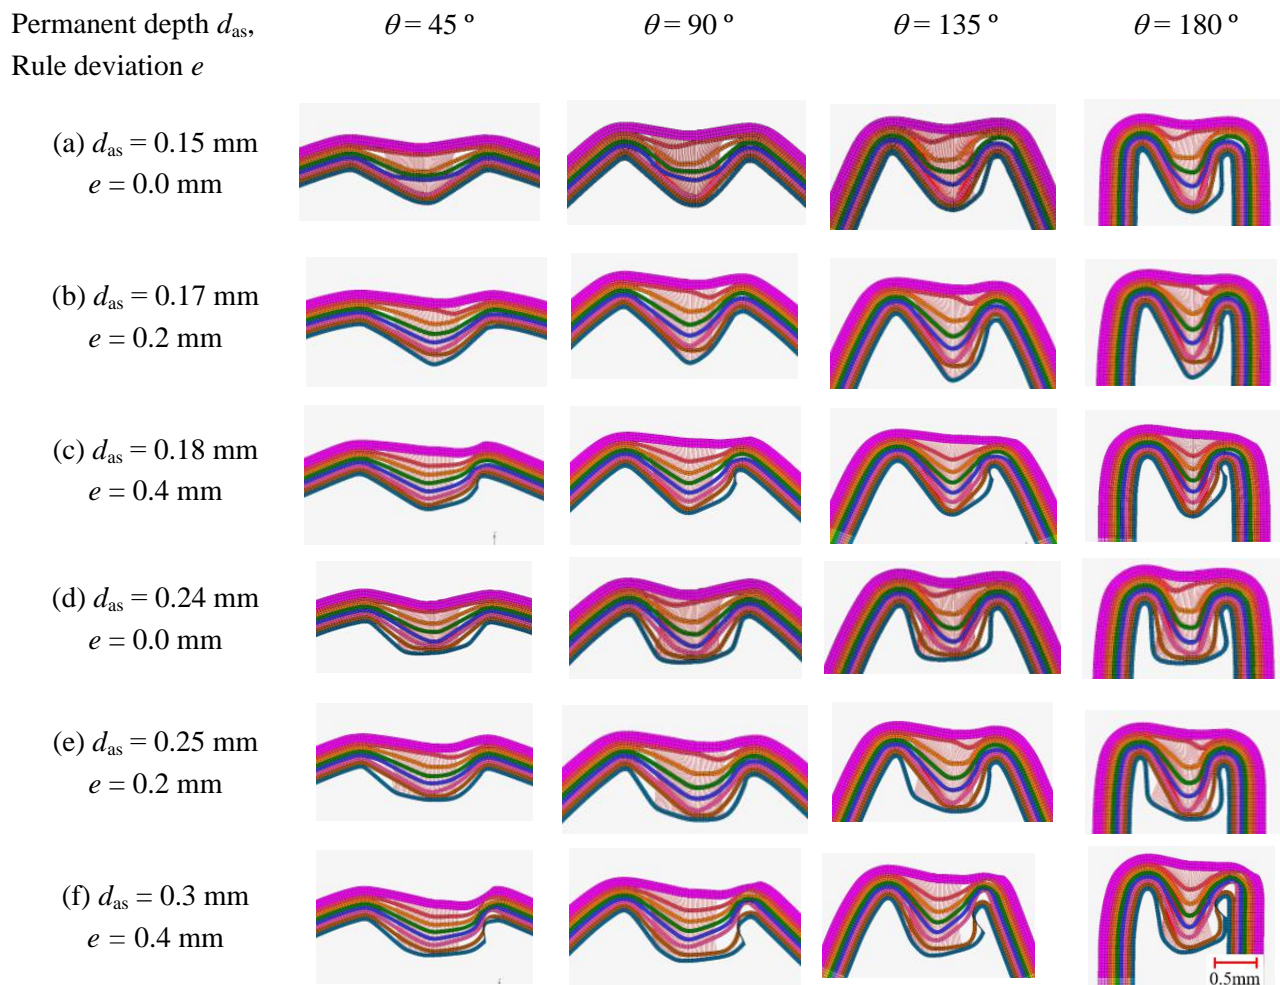 Permanent depth das, θ = 45 º θ = 90 º θ = 135 º θ = 180 º
Rule deviation e
(a) das = 0.15 mm
e = 0.0 mm
(b) das = 0.17 mm
e = 0.2 mm
(c) das = 0.18 mm
e = 0.4 mm
(d) das = 0.24 mm
e = 0.0 mm
(e) das = 0.25 mm
e = 0.2 mm
(f) das = 0.3 mm
e = 0.4 mm
0.5mm